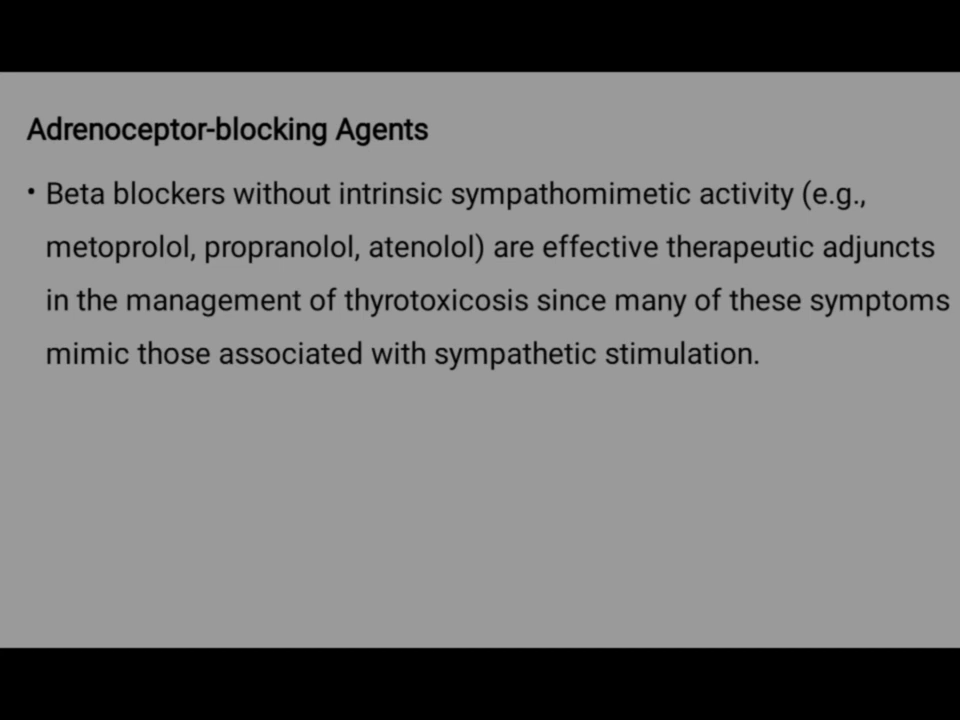 Adrenoceptor-blocking Agents
• Beta blockers without intrinsic sympathomimetic activity (e.g.,
metoprolol, propranolol, atenolol) are effective therapeutic adjuncts
in the management of thyrotoxicosis since many of these symptoms
mimic those associated with sympathetic stimulation.